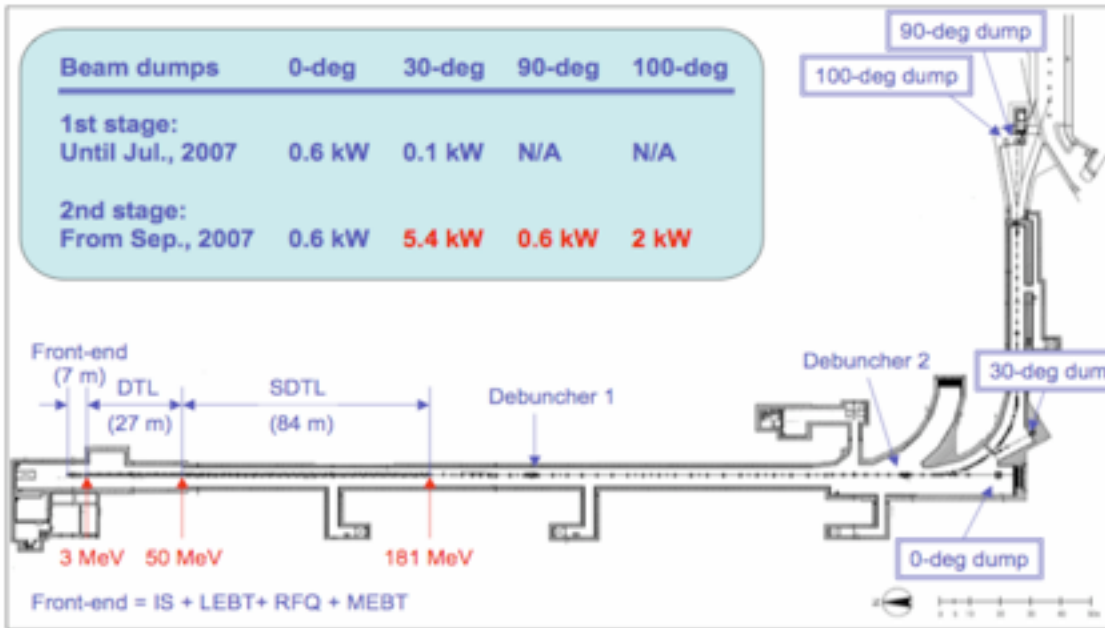 90-deg dump
100-deg dump
Beam dumps 0-deg 30-deg 90-deg 100-deg
1st stage:
Until Jul., 2007 0.6 kW 0.1 kW N/A N/A
2nd stage:
From Sep., 2007 0.6 kW 5.4 kW 0.6 kW 2 kW
Front-end
(7 m)
DTL
(27 m)
SDTL
(84 m)
Debuncher 1
Debuncher 2
30-deg dum
3 MeV 50 MeV 181 MeV
0-deg dump
Front-end = IS + LEBT+ RFQ + MEBT